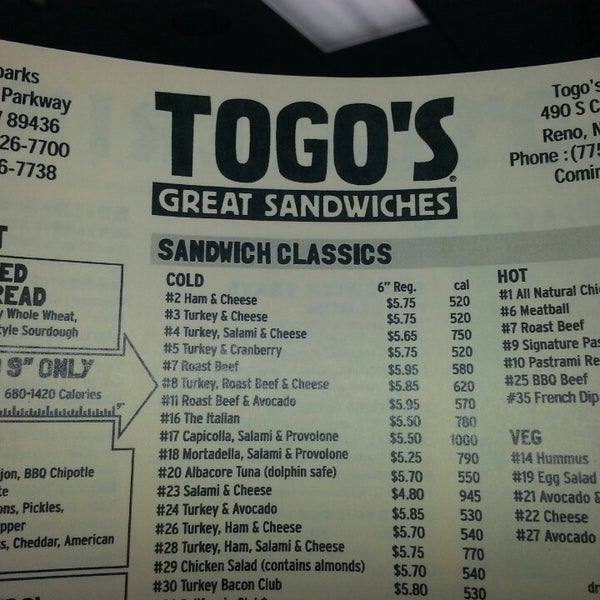 parks
Parkway
89436
26-7700
6-7738
TOGO'S
GREAT SANDWICHES
Togo's
490 S C
Reno, N
Phone : (775
Comin
ED
READ
Whole Wheat,
Style Sourdough
9" ONLY
680-1420 Calories
9"
jon, BBQ Chipotle
ons, Pickles,
pper
Cheddar, American
SANDWICH CLASSICS
COLD 6" Reg. cal
#2 Ham & Cheese $5.75 520
#3 Turkey & Cheese $5.75 520
#4 Turkey, Salami & Cheese $5.65 750
#5 Turkey & Cranberry $5.75 520
#7 Roast Beef $5.95 580
#8 Turkey, Roast Beef & Cheese $5.85 620
#11 Roast Beef & Avocado $5.95 570
#16 The Italian $5.50 780
#17 Capicolla, Salami & Provolone $5.50 1000
#18 Mortadella, Salami & Provolone $5.25 790
#20 Albacore Tuna (dolphin safe) $5.70 550
#23 Salami & Cheese $4.80 945
#24 Turkey & Avocado $5.85 530
#26 Turkey, Ham & Cheese $5.70 540
#28 Turkey, Ham, Salami & Cheese $5.75 770
#29 Chicken Salad (contains almonds) $5.70 540
#30 Turkey Bacon Club $5.80 530
HOT
#1 All Natural Chi
#6 Meatball
#7 Roast Beef
#9 Signature Pas
#10 Pastrami Re
#25 BBQ Beef
#35 French Dip
VEG
#14 Hummus
#19 Egg Salad
#21 Avocado &
#22 Cheese
#27 Avocado